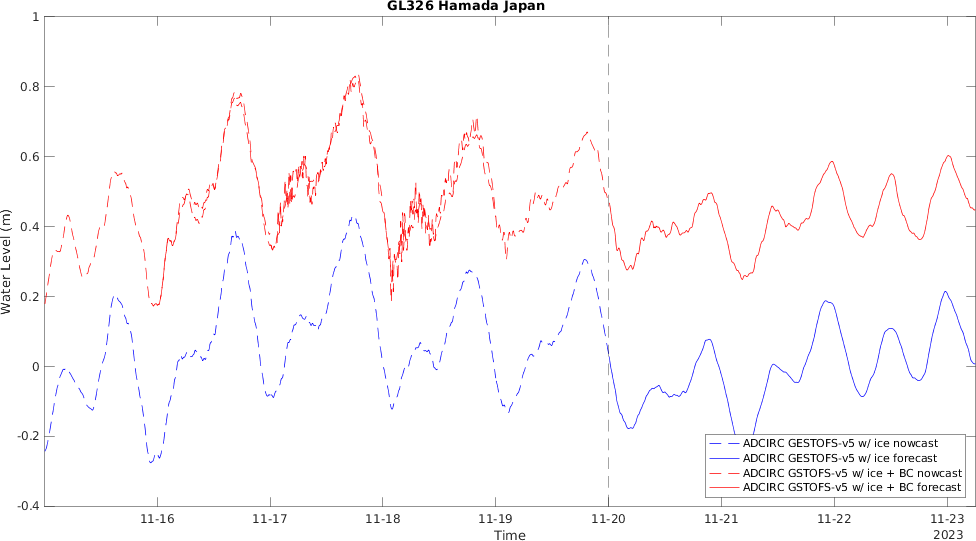 GL326 Hamada Japan
1
0.8
0.6
0.4
0.2
0
-0.2
-0.4
Water Level (m)
11-16 11-17 11-18 11-19 11-20 11-21 11-22 11-23
2023
Time
ADCIRC GESTOFS-v5 w/ ice nowcast
ADCIRC GESTOFS-v5 w/ ice forecast
ADCIRC GSTOFS-v5 w/ ice + BC nowcast
ADCIRC GSTOFS-v5 w/ ice + BC forecast